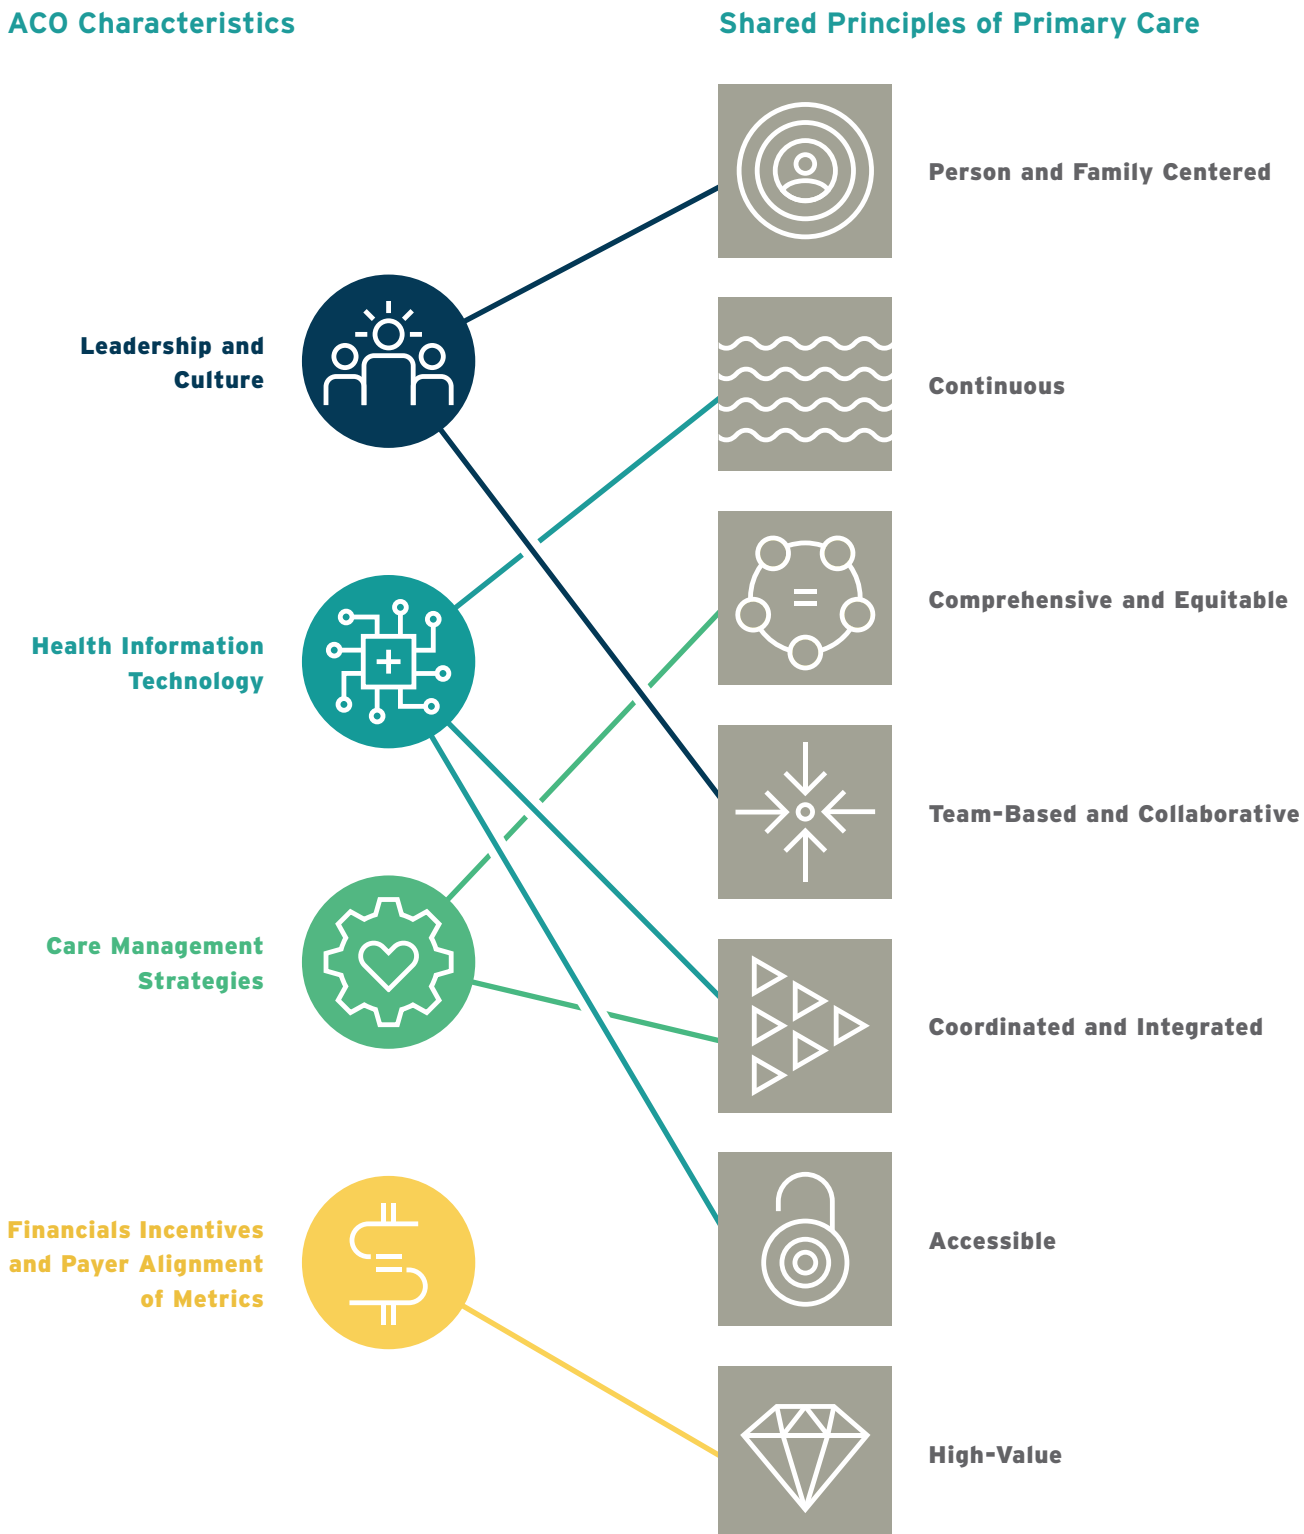 ACO Characteristics
Shared Principles of Primary Care
Leadership and
Culture
Health Information
Technology
Care Management
Strategies
Financials Incentives
and Payer Alignment
of Metrics
Person and Family Centered
Continuous
Comprehensive and Equitable
Team-Based and Collaborative
Coordinated and Integrated
Accessible
High-Value